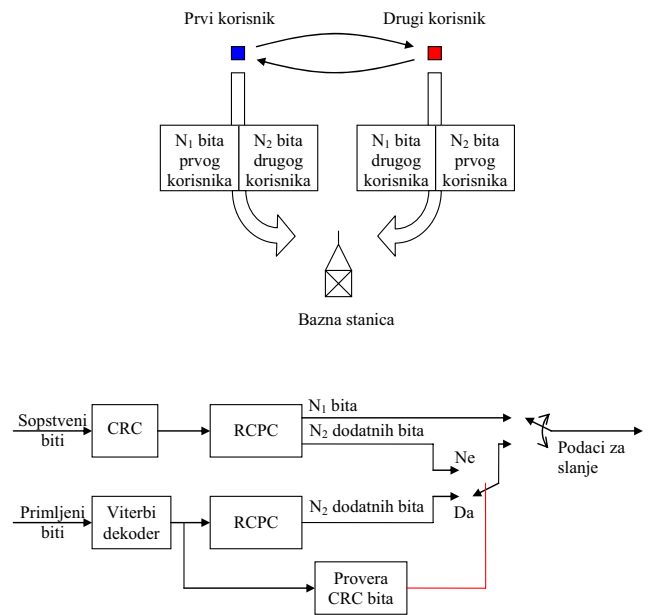 Prvi korisnik
Drugi korisnik
N₁ bita
prvog
korisnika
N₂ bita
drugog
korisnika
N₁ bita
drugog
korisnika
N₂ bita
prvog
korisnika
Bazna stanica
Sopstveni
biti
CRC
RCPC
N₁ bita
N₂ dodatnih bita
Ne
Podaci za
slanje
Primljeni
biti
Viterbi
dekoder
RCPC
N₂ dodatnih bita
Da
Provera
CRC bita